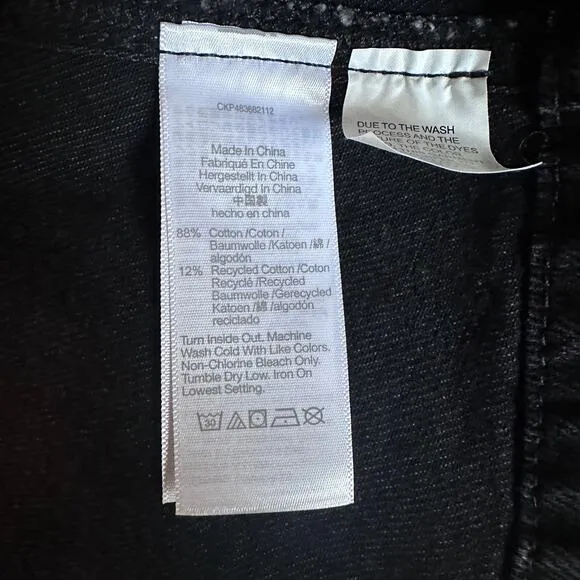 CKP483682112
Made In China
Fabriqué En Chine
Hergestellt In China
Vervaardigd In China
中国製
hecho en china
88% Cotton /Coton /
Baumwolle /Katoen /綿 /
algodón
12% Recycled Cotton /Coton
Recyclé /Recycled
Baumwolle /Gerecycled
Katoen /綿 /algodón
reciclado
Turn Inside Out. Machine
Wash Cold With Like Colors.
Non-Chlorine Bleach Only.
Tumble Dry Low. Iron On
Lowest Setting.
30
DUE TO THE WASH
PROCESS AND THE
OF THE DYES